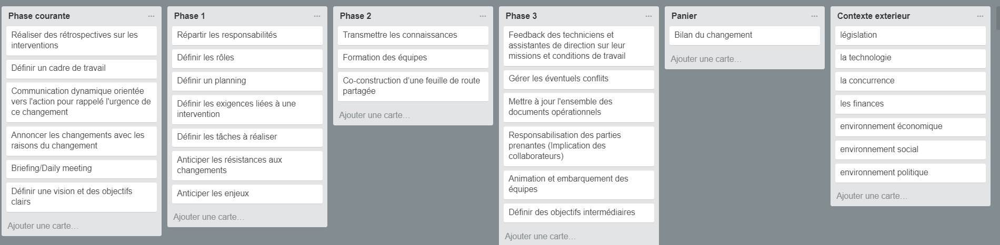 Phase courante
Réaliser des rétrospectives sur les
interventions
Définir un cadre de travail
Communication dynamique orientée
vers l'action pour rappelé l'urgence de
ce changement
Annoncer les changements avec les
raisons du changement
Briefing/Daily meeting
Définir une vision et des objectifs
clairs
Ajouter une carte…
Phase 1
Répartir les responsabilités
Définir les rôles
Définir un planning
Définir les exigences liées à une
intervention
Définir les tâches à réaliser
Anticiper les résistances aux
changements
Anticiper les enjeux
Ajouter une carte…
Phase 2
Transmettre les connaissances
Formation des équipes
Co-construction d’une feuille de route
partagée
Ajouter une carte…
Phase 3
Feedback des techniciens et
assistantes de direction sur leur
missions et conditions de travail
Gérer les éventuels conflits
Mettre à jour l'ensemble des
documents opérationnels
Responsabilisation des parties
prenantes (Implication des
collaborateurs)
Animation et embarquement des
équipes
Définir des objectifs intermédiaires
Ajouter une carte…
Panier
Bilan du changement
Ajouter une carte…
Contexte exterieur
législation
la technologie
la concurrence
les finances
environnement économique
environnement social
environnement politique
Ajouter une carte…